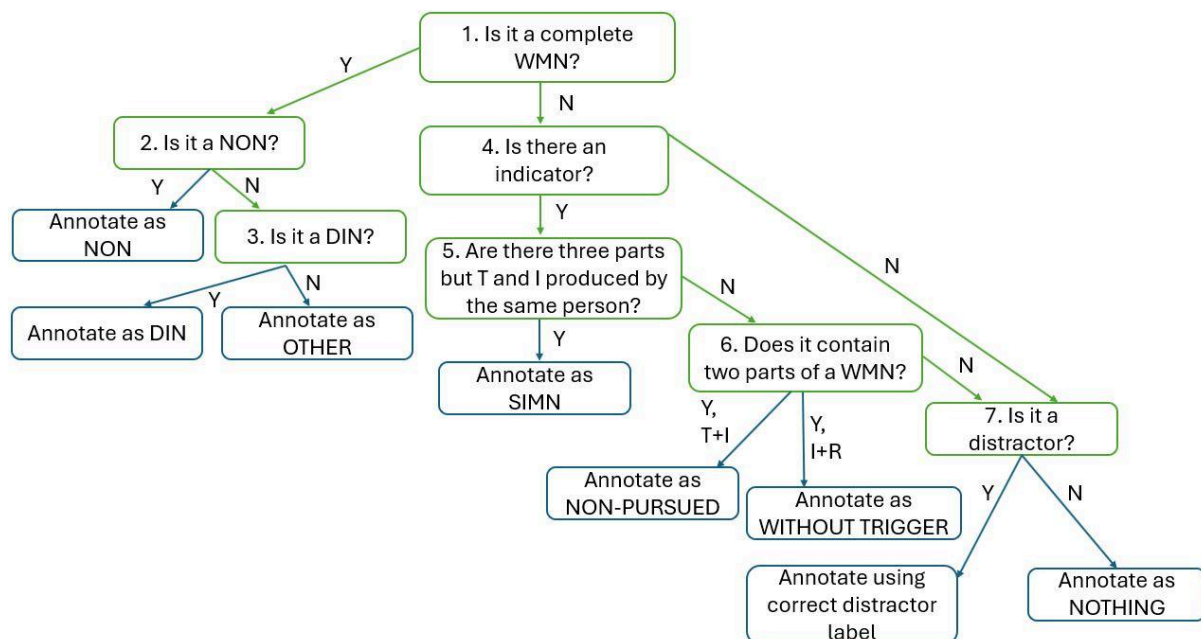 1. Is it a complete
WMN?
Y
N
2. Is it a NON?
4. Is there an
indicator?
Y
N
Annotate as
NON
3. Is it a DIN?
Y
N
5. Are there three parts
but T and I produced by
the same person?
N
Y
N
Annotate as DIN
Annotate as
OTHER
Y
6. Does it contain
two parts of a WMN?
N
Annotate as
SIMN
Y,
T+I
Y,
I+R
7. Is it a
distractor?
Annotate as
NON-PURSUED
Annotate as
WITHOUT TRIGGER
Y
N
Annotate using
correct distractor
label
Annotate as
NOTHING